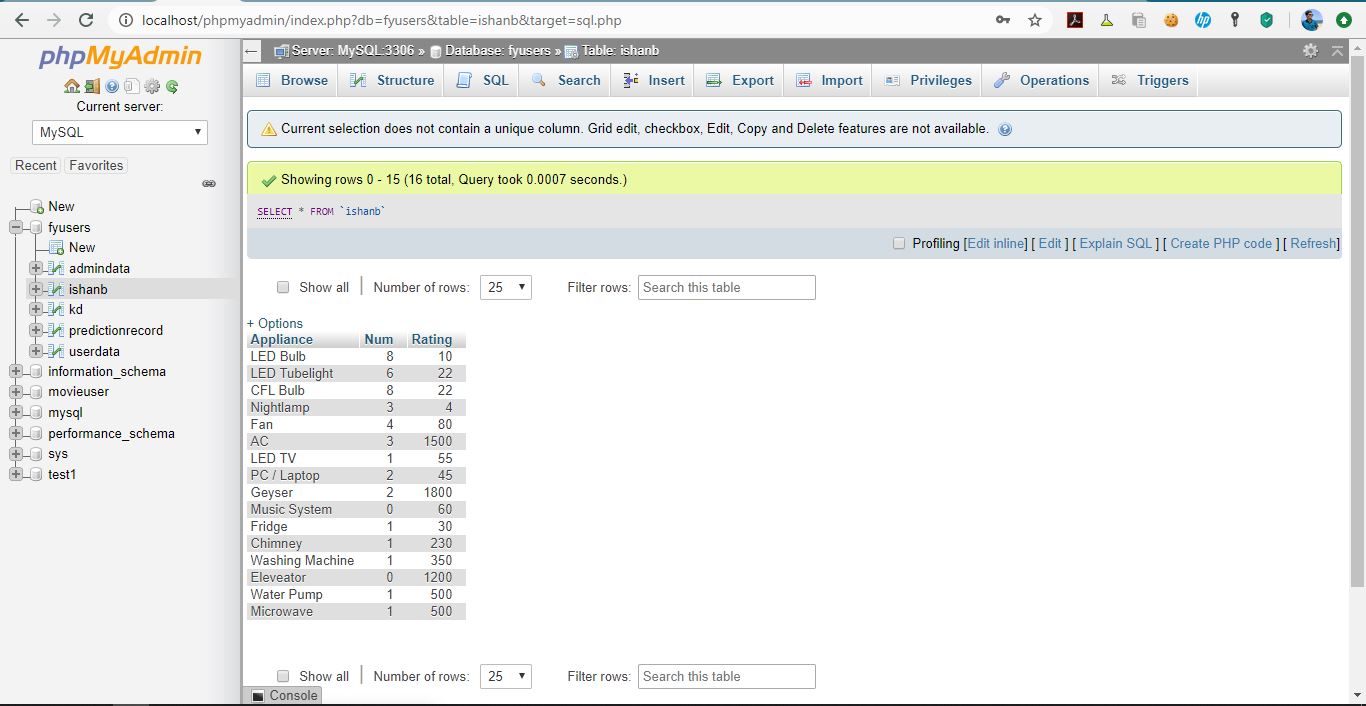 localhost/phpmyadmin/index.php?db=fyusers&table=ishanb&target=sql.php
phpMyAdmin
Current server:
MySQL
Recent Favorites
New
fyusers
New
admindata
ishanb
kd
predictionrecord
userdata
information_schema
movieuser
mysql
performance_schema
sys
test1
Server: MySQL:3306 » Database: fyusers » Table: ishanb
Browse Structure SQL Search Insert Export Import Privileges Operations Triggers
Current selection does not contain a unique column. Grid edit, checkbox, Edit, Copy and Delete features are not available.
Showing rows 0 - 15 (16 total, Query took 0.0007 seconds.)
SELECT * FROM `ishanb`
Profiling [Edit inline] [ Edit ] [ Explain SQL ] [ Create PHP code ] [ Refresh]
Show all | Number of rows: 25 Filter rows: Search this table
+ Options
Appliance Num Rating
LED Bulb 8 10
LED Tubelight 6 22
CFL Bulb 8 22
Nightlamp 3 4
Fan 4 80
AC 3 1500
LED TV 1 55
PC / Laptop 2 45
Geyser 2 1800
Music System 0 60
Fridge 1 30
Chimney 1 230
Washing Machine 1 350
Eleveator 0 1200
Water Pump 1 500
Microwave 1 500
Show all | Number of rows: 25 Filter rows: Search this table
Console